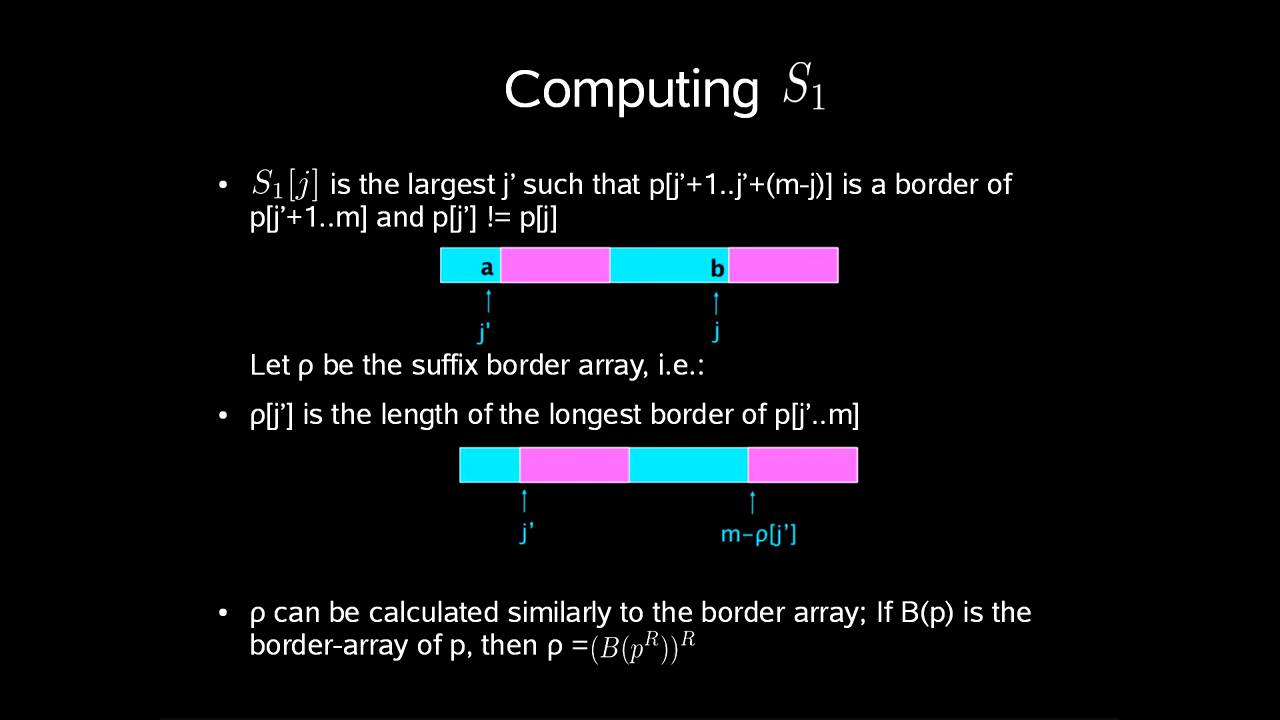 Computing S₁
• S₁[j] is the largest j’ such that p[j’+1..j’+(m-j)] is a border of
p[j’+1..m] and p[j’] != p[j]
a b
j' j
Let ρ be the suffix border array, i.e.:
• ρ[j’] is the length of the longest border of p[j’..m]
j’ m−ρ[j’]
• ρ can be calculated similarly to the border array; If B(p) is the
border-array of p, then ρ =(B(pᴿ))ᴿ